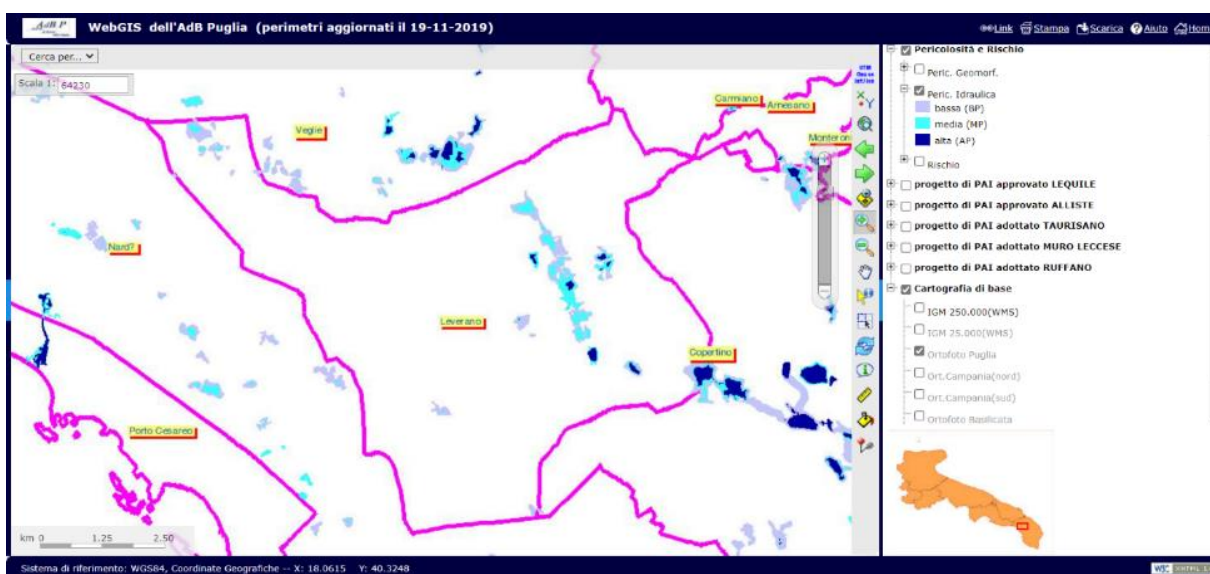 AdB P
WebGIS dell'AdB Puglia (perimetri aggiornati il 19-11-2019)
Link Stampa Scarica Aiuto Hom
Cerca per...
Scala 1: 64230
Veglie
Carmiano
Arnesano
Monteron
Nard?
Leverano
Copertino
Porto Cesareo
km 0 1.25 2.50
Pericolosità e Rischio
Peric. Geomorf.
Peric. Idraulica
bassa (BP)
media (MP)
alta (AP)
Rischio
progetto di PAI approvato LEQUILE
progetto di PAI approvato ALLISTE
progetto di PAI adottato TAURISANO
progetto di PAI adottato MURO LECCESE
progetto di PAI adottato RUFFANO
Cartografia di base
IGM 250.000(WMS)
IGM 25.000(WMS)
Ortofoto Puglia
Ort.Campania(nord)
Ort.Campania(sud)
Ortofoto Basilicata
Sistema di riferimento: WGS84, Coordinate Geografiche -- X: 18.0615 Y: 40.3248
W3C